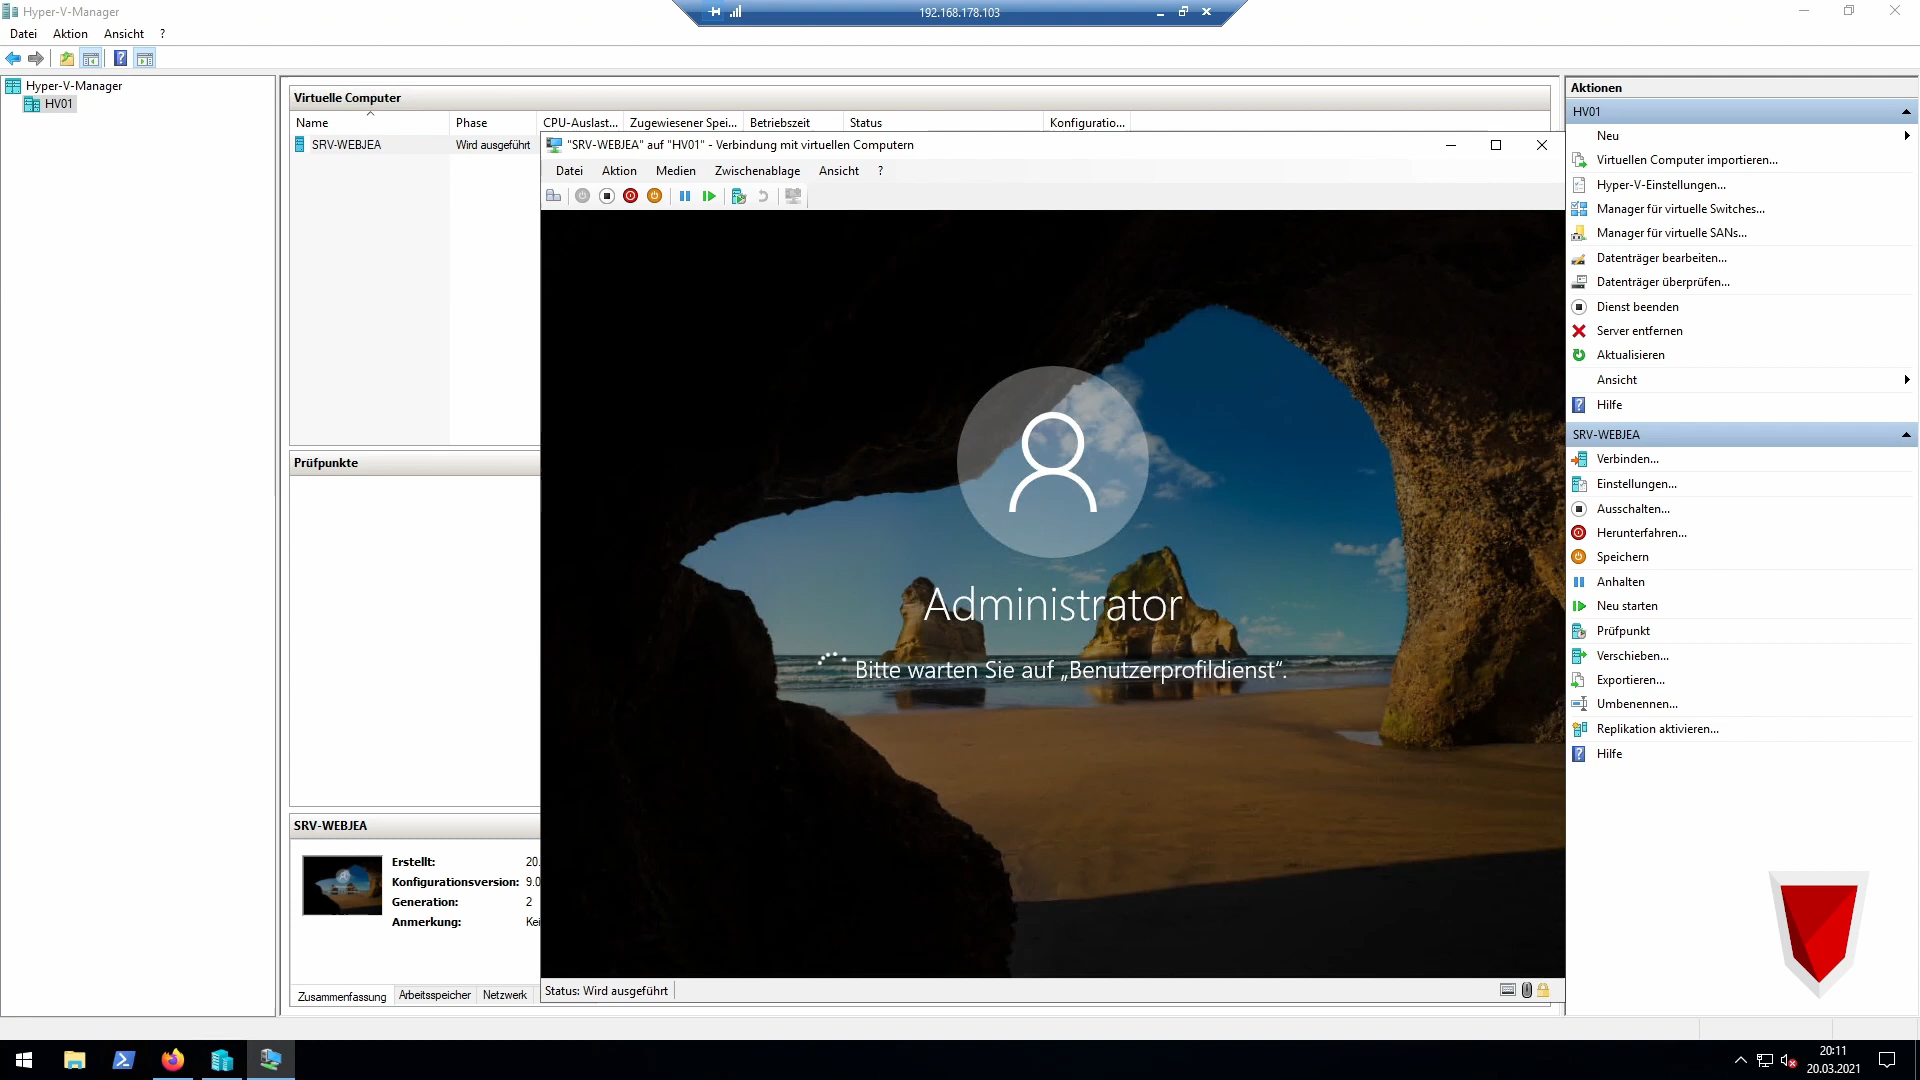 Hyper-V-Manager
192.168.178.103
Datei Aktion Ansicht ?
Hyper-V-Manager
HV01
Virtuelle Computer
Name Phase CPU-Auslast... Zugewiesener Spei... Betriebszeit Status Konfiguratio...
SRV-WEBJEA Wird ausgeführt
"SRV-WEBJEA" auf "HV01" - Verbindung mit virtuellen Computern
Datei Aktion Medien Zwischenablage Ansicht ?
Administrator
Bitte warten Sie auf „Benutzerprofildienst“.
Status: Wird ausgeführt
Prüfpunkte
SRV-WEBJEA
Erstellt: 20.
Konfigurationsversion: 9.0
Generation: 2
Anmerkung: Kei
Zusammenfassung Arbeitsspeicher Netzwerk
Aktionen
HV01
Neu
Virtuellen Computer importieren...
Hyper-V-Einstellungen...
Manager für virtuelle Switches...
Manager für virtuelle SANs...
Datenträger bearbeiten...
Datenträger überprüfen...
Dienst beenden
Server entfernen
Aktualisieren
Ansicht
Hilfe
SRV-WEBJEA
Verbinden...
Einstellungen...
Ausschalten...
Herunterfahren...
Speichern
Anhalten
Neu starten
Prüfpunkt
Verschieben...
Exportieren...
Umbenennen...
Replikation aktivieren...
Hilfe
20:11
20.03.2021